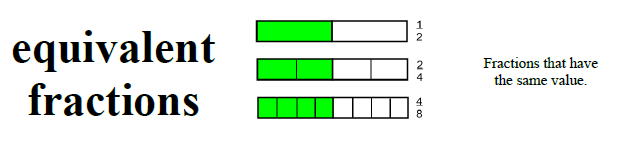 equivalent
fractions
1
2
2
4
4
8
Fractions that have
the same value.